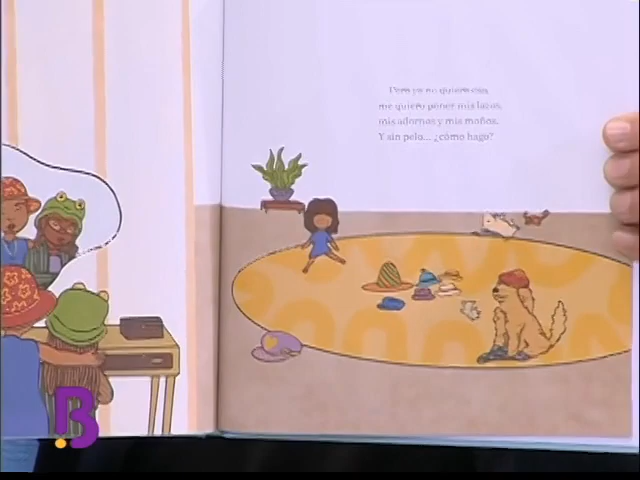 Pero yo no quiero eso,
me quiero poner mis lazos,
mis adornos y mis moños.
Y sin pelo... ¿cómo hago?
B